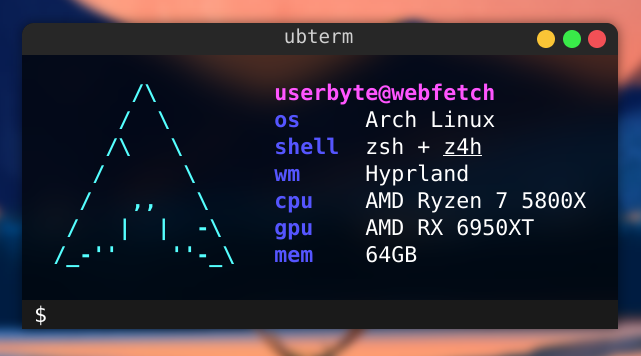 ubterm
userbyte@webfetch
os Arch Linux
shell zsh + z4h
wm Hyprland
cpu AMD Ryzen 7 5800X
gpu AMD RX 6950XT
mem 64GB
$